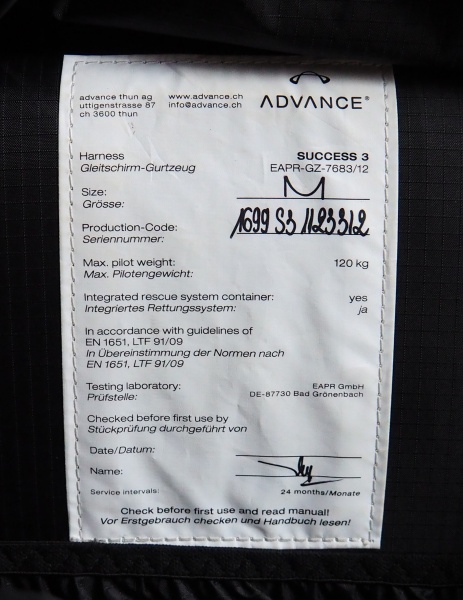 ADVANCE®
advance thun ag www.advance.ch
uttigenstrasse 87 info@advance.ch
ch 3600 thun
Harness SUCCESS 3
Gleitschirm-Gurtzeug EAPR-GZ-7683/12
Size: M
Grösse:
Production-Code: 1699 S3 1123312
Seriennummer:
Max. pilot weight: 120 kg
Max. Pilotengewicht:
Integrated rescue system container: yes
Integriertes Rettungssystem: ja
In accordance with guidelines of
EN 1651, LTF 91/09
In Übereinstimmung der Normen nach
EN 1651, LTF 91/09
Testing laboratory: EAPR GmbH
Prüfstelle: DE-87730 Bad Grönenbach
Checked before first use by
Stückprüfung durchgeführt von
Date/Datum:
Name:
Service intervals: 24 months/Monate
Check before first use and read manual!
Vor Erstgebrauch checken und Handbuch lesen!